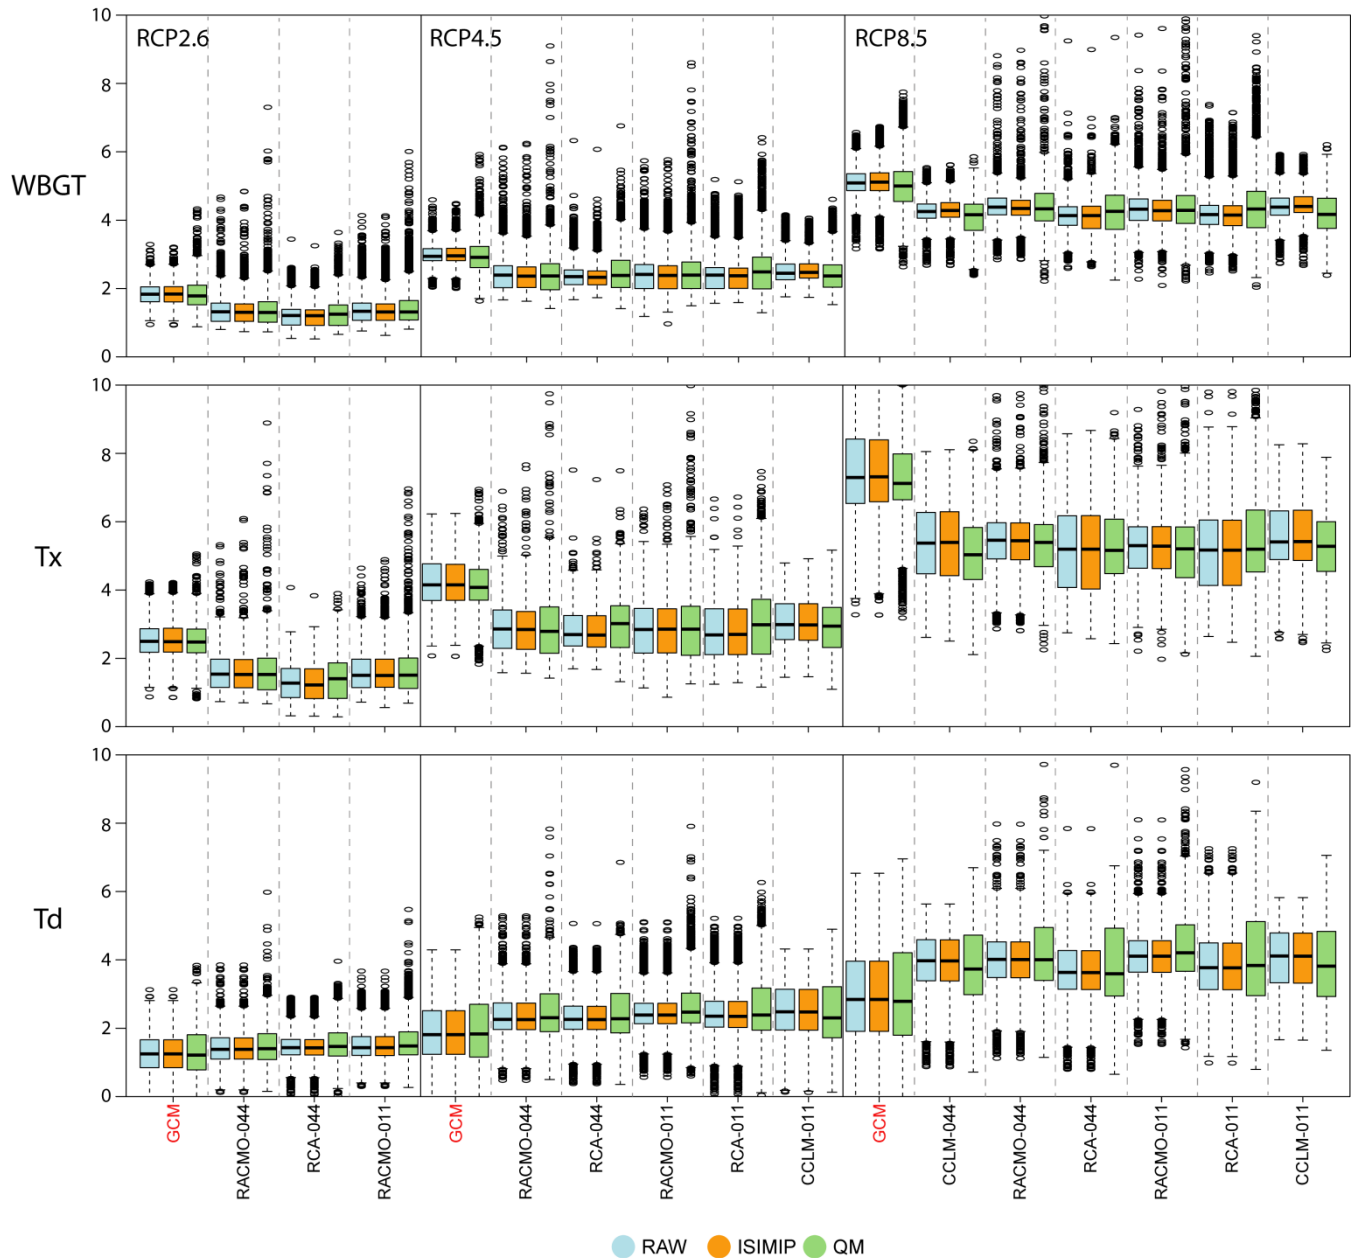 RCP2.6 RCP4.5 RCP8.5
10
8
6
4
2
0
WBGT
10
8
6
4
2
0
Tx
10
8
6
4
2
0
Td
GCM
RACMO-044
RCA-044
RACMO-011
GCM
RACMO-044
RCA-044
RACMO-011
RCA-011
CCLM-011
GCM
CCLM-044
RACMO-044
RCA-044
RACMO-011
RCA-011
CCLM-011
RAW ISIMIP QM